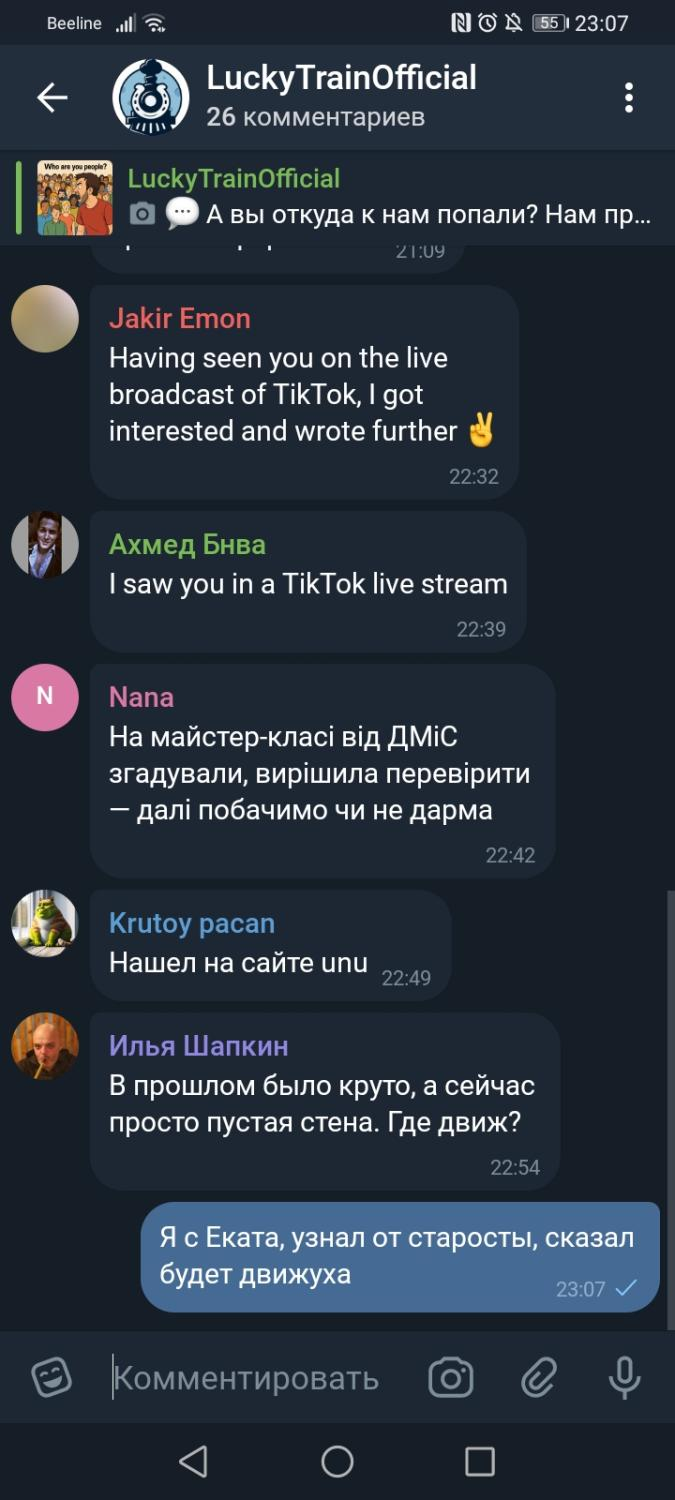 Beeline
55
23:07
LuckyTrainOfficial
26 комментариев
Who are you people?
LuckyTrainOfficial
А вы откуда к нам попали? Нам пр...
21:09
Jakir Emon
Having seen you on the live
broadcast of TikTok, I got
interested and wrote further ✌
22:32
Ахмед Бнва
I saw you in a TikTok live stream
22:39
N
Nana
На майстер-класі від ДМіС
згадували, вирішила перевірити
— далі побачимо чи не дарма
22:42
Krutoy pacan
Нашел на сайте unu 22:49
Илья Шапкин
В прошлом было круто, а сейчас
просто пустая стена. Где движ?
22:54
Я с Еката, узнал от старосты, сказал
будет движуха
23:07
Комментировать